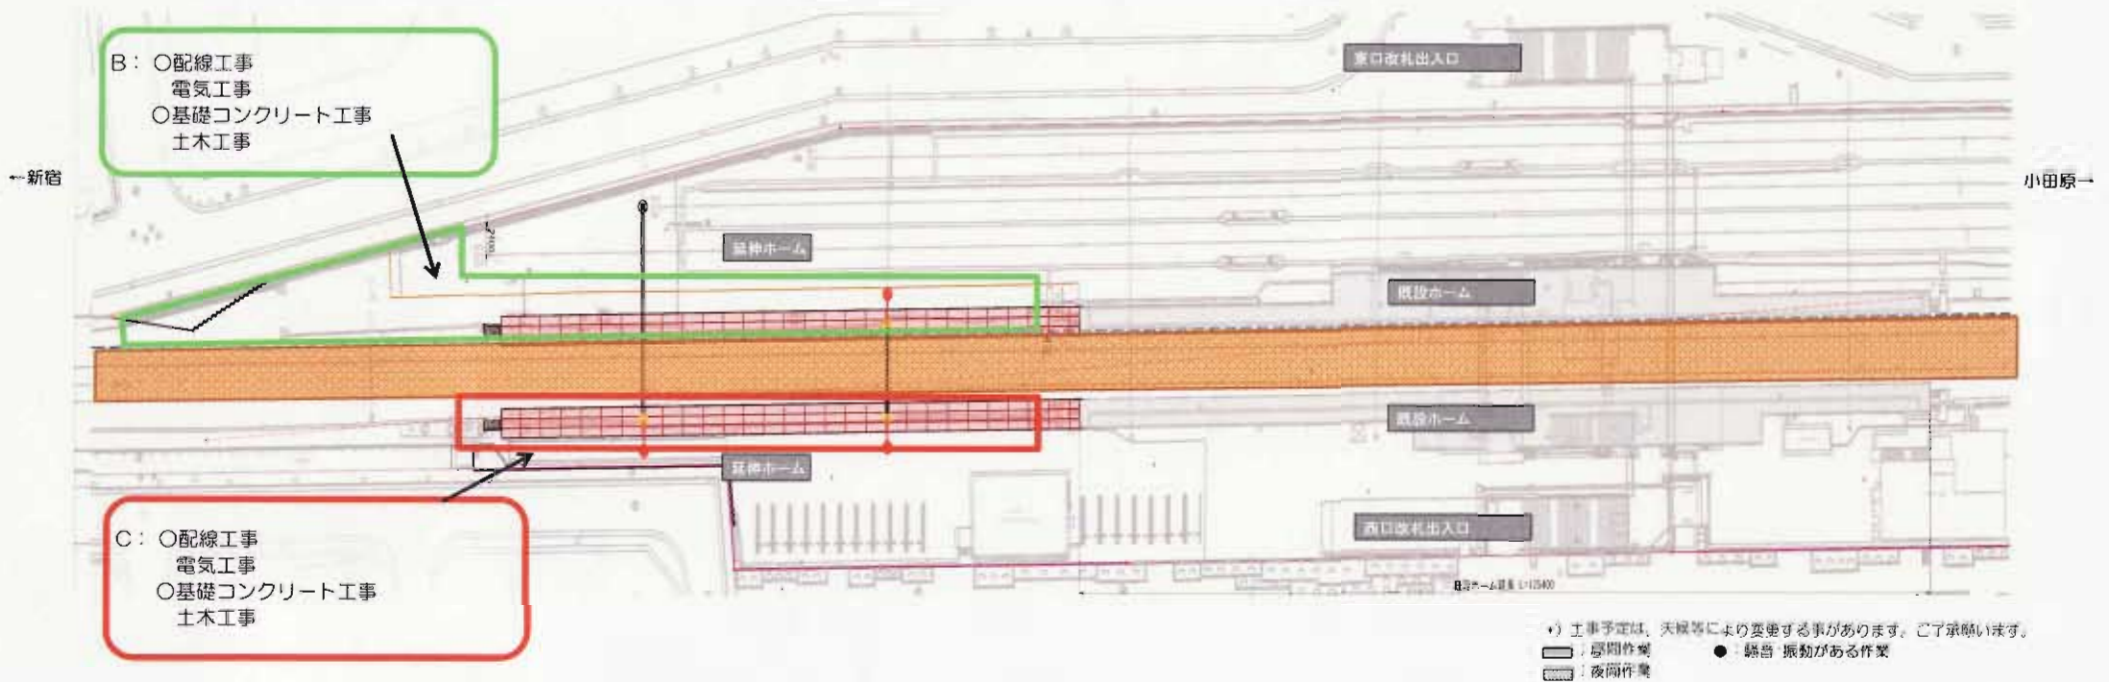 B：○配線工事
電気工事
○基礎コンクリート工事
土木工事
←新宿
小田原→
東口改札出入口
延伸ホーム
既設ホーム
既設ホーム
延伸ホーム
西口改札出入口
C：○配線工事
電気工事
○基礎コンクリート工事
土木工事
*）工事予定は、天候等により変更する事があります。ご了承願います。
：昼間作業
●：騒音・振動がある作業
：夜間作業